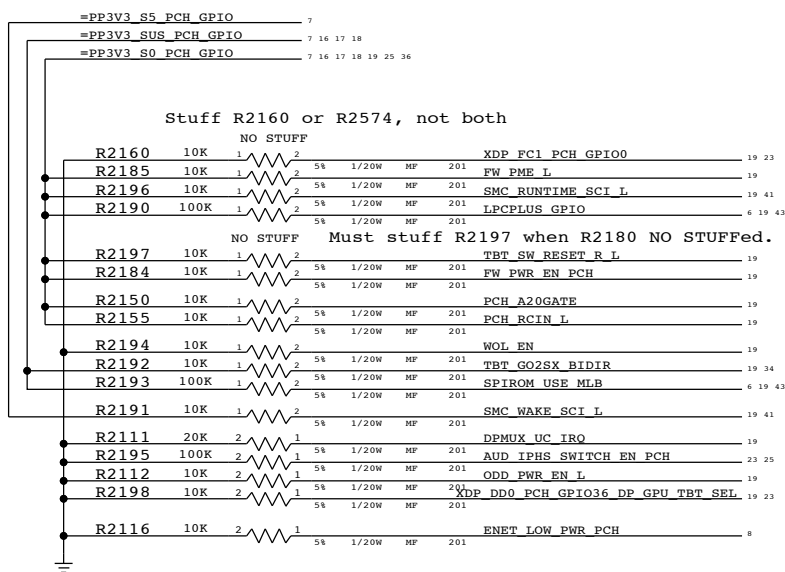 =PP3V3_S5_PCH_GPIO 7
=PP3V3_SUS_PCH_GPIO 7 16 17 18
=PP3V3_S0_PCH_GPIO 7 16 17 18 19 25 36
Stuff R2160 or R2574, not both
NO STUFF
R2160 10K 1 2 XDP_FC1_PCH_GPIO0 19 23
5% 1/20W MF 201
R2185 10K 1 2 FW_PME_L 19
5% 1/20W MF 201
R2196 10K 1 2 SMC_RUNTIME_SCI_L 19 41
5% 1/20W MF 201
R2190 100K 1 2 LPCPLUS_GPIO 6 19 43
5% 1/20W MF 201
NO STUFF Must stuff R2197 when R2180 NO STUFFed.
R2197 10K 1 2 TBT_SW_RESET_R_L 19
5% 1/20W MF 201
R2184 10K 1 2 FW_PWR_EN_PCH 19
5% 1/20W MF 201
R2150 10K 1 2 PCH_A20GATE 19
5% 1/20W MF 201
R2155 10K 1 2 PCH_RCIN_L 19
5% 1/20W MF 201
R2194 10K 1 2 WOL_EN 19
5% 1/20W MF 201
R2192 10K 1 2 TBT_GO2SX_BIDIR 19 34
5% 1/20W MF 201
R2193 100K 1 2 SPIROM_USE_MLB 6 19 43
5% 1/20W MF 201
R2191 10K 1 2 SMC_WAKE_SCI_L 19 41
5% 1/20W MF 201
R2111 20K 2 1 DPMUX_UC_IRQ 19
5% 1/20W MF 201
R2195 100K 2 1 AUD_IPHS_SWITCH_EN_PCH 23 25
5% 1/20W MF 201
R2112 10K 2 1 ODD_PWR_EN_L 19
5% 1/20W MF 201
R2198 10K 2 1 XDP_DD0_PCH_GPIO36_DP_GPU_TBT_SEL 19 23
5% 1/20W MF 201
R2116 10K 2 1 ENET_LOW_PWR_PCH 8
5% 1/20W MF 201